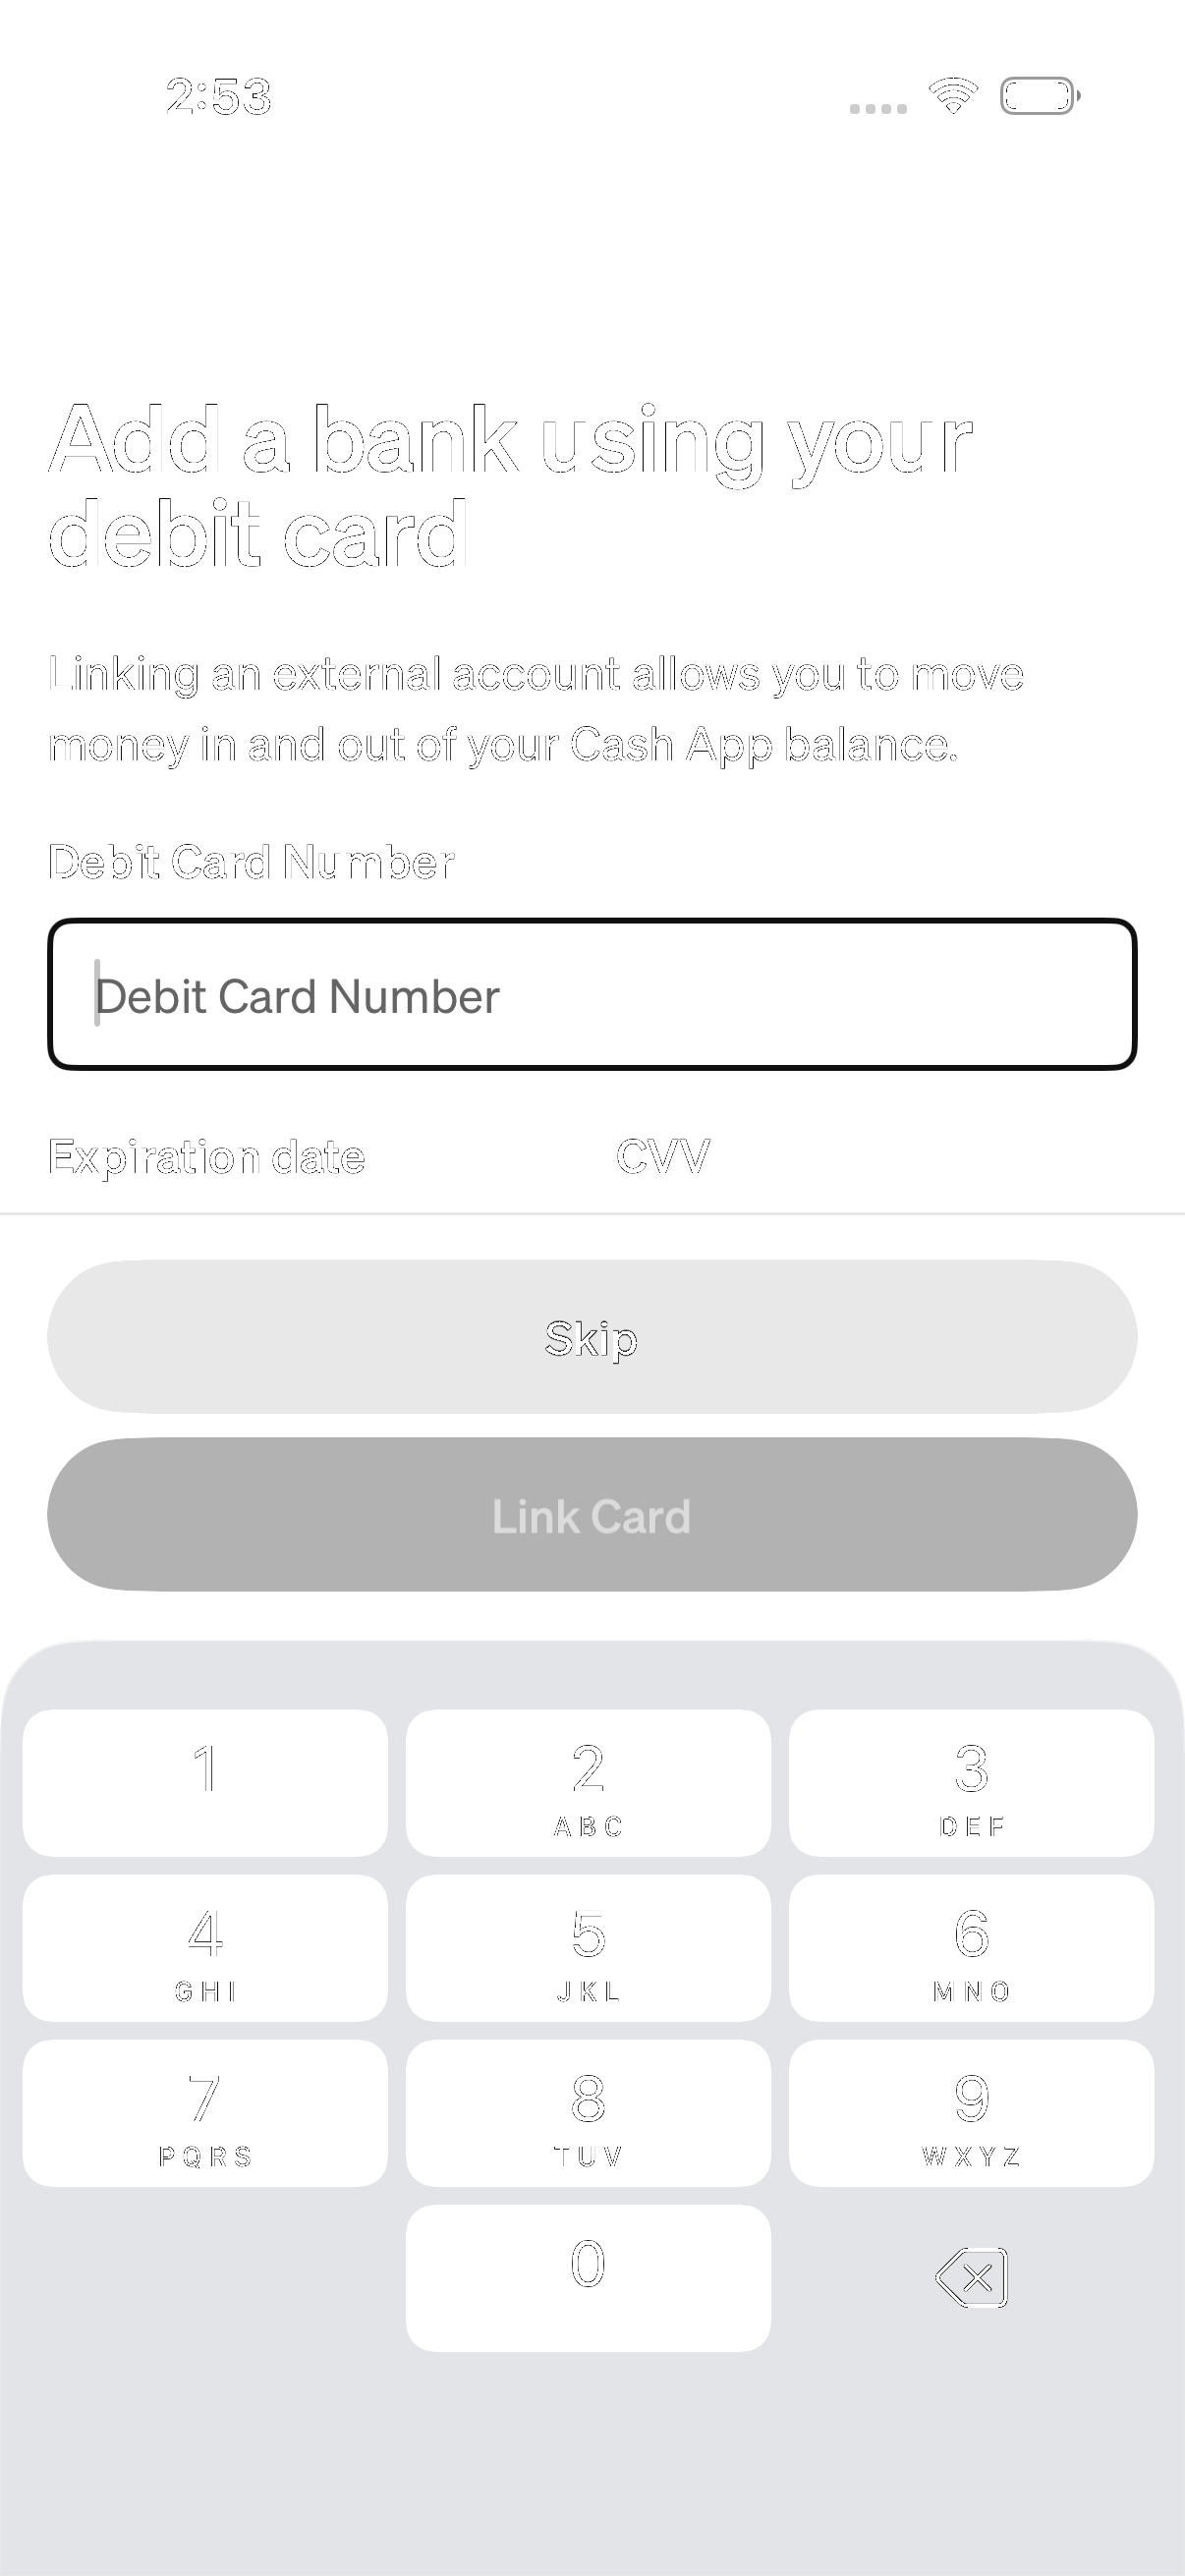 2:53
Add a bank using your
debit card
Linking an external account allows you to move
money in and out of your Cash App balance.
Debit Card Number
Debit Card Number
Expiration date CVV
Skip
Link Card
1 2 3
ABC DEF
4 5 6
GHI JKL MNO
7 8 9
PQRS TUV WXYZ
0